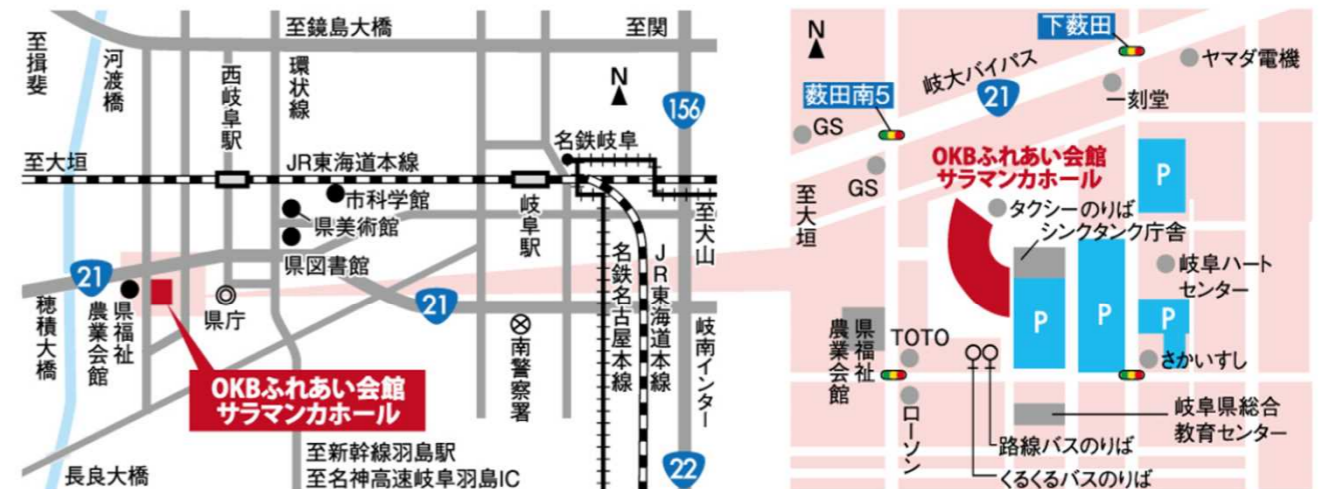 至鏡島大橋
至関
至揖斐
河渡橋
西岐阜駅
環状線
N
156
名鉄岐阜
至大垣
JR東海道本線
市科学館
県美術館
県図書館
岐阜駅
至犬山
名鉄名古屋本線
JR東海道本線
21
穂積大橋
県福祉
農業会館
県庁
21
南警察署
岐南インター
OKBふれあい会館
サラマンカホール
至新幹線羽島駅
至名神高速岐阜羽島IC
長良大橋
22
N
下薮田
ヤマダ電機
岐大バイパス
21
一刻堂
薮田南5
GS
GS
OKBふれあい会館
サラマンカホール
P
至大垣
タクシーのりば
シンクタンク庁舎
岐阜ハート
センター
P
P
P
県福祉
農業会館
TOTO
さかいすし
ローソン
岐阜県総合
教育センター
路線バスのりば
くるくるバスのりば